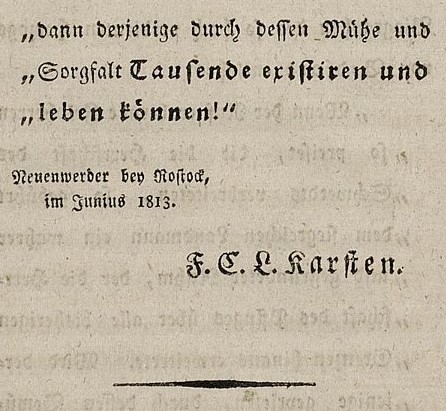 „dann derjenige durch dessen Mühe und
„Sorgfalt Tausende existiren und
„leben können!“
Neuenwerder bey Rostock,
im Junius 1813.
F. C. L. Karsten.